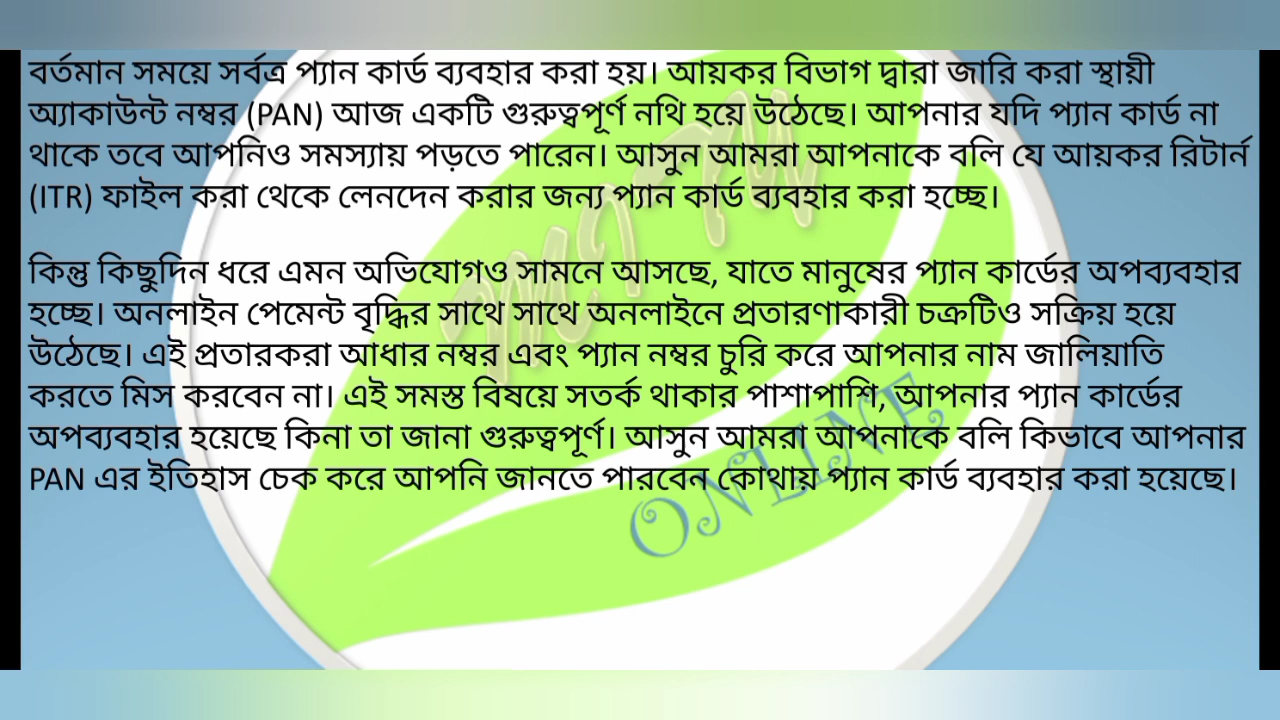 বর্তমান সময়ে সর্বত্র প্যান কার্ড ব্যবহার করা হয়। আয়কর বিভাগ দ্বারা জারি করা স্থায়ী
অ্যাকাউন্ট নম্বর (PAN) আজ একটি গুরুত্বপূর্ণ নথি হয়ে উঠেছে। আপনার যদি প্যান কার্ড না
থাকে তবে আপনিও সমস্যায় পড়তে পারেন। আসুন আমরা আপনাকে বলি যে আয়কর রিটার্ন
(ITR) ফাইল করা থেকে লেনদেন করার জন্য প্যান কার্ড ব্যবহার করা হচ্ছে।
কিন্তু কিছুদিন ধরে এমন অভিযোগও সামনে আসছে, যাতে মানুষের প্যান কার্ডের অপব্যবহার
হচ্ছে। অনলাইন পেমেন্ট বৃদ্ধির সাথে সাথে অনলাইনে প্রতারণাকারী চক্রটিও সক্রিয় হয়ে
উঠেছে। এই প্রতারকরা আধার নম্বর এবং প্যান নম্বর চুরি করে আপনার নাম জালিয়াতি
করতে মিস করবেন না। এই সমস্ত বিষয়ে সতর্ক থাকার পাশাপাশি, আপনার প্যান কার্ডের
অপব্যবহার হয়েছে কিনা তা জানা গুরুত্বপূর্ণ। আসুন আমরা আপনাকে বলি কিভাবে আপনার
PAN এর ইতিহাস চেক করে আপনি জানতে পারবেন কোথায় প্যান কার্ড ব্যবহার করা হয়েছে।
ONLINE